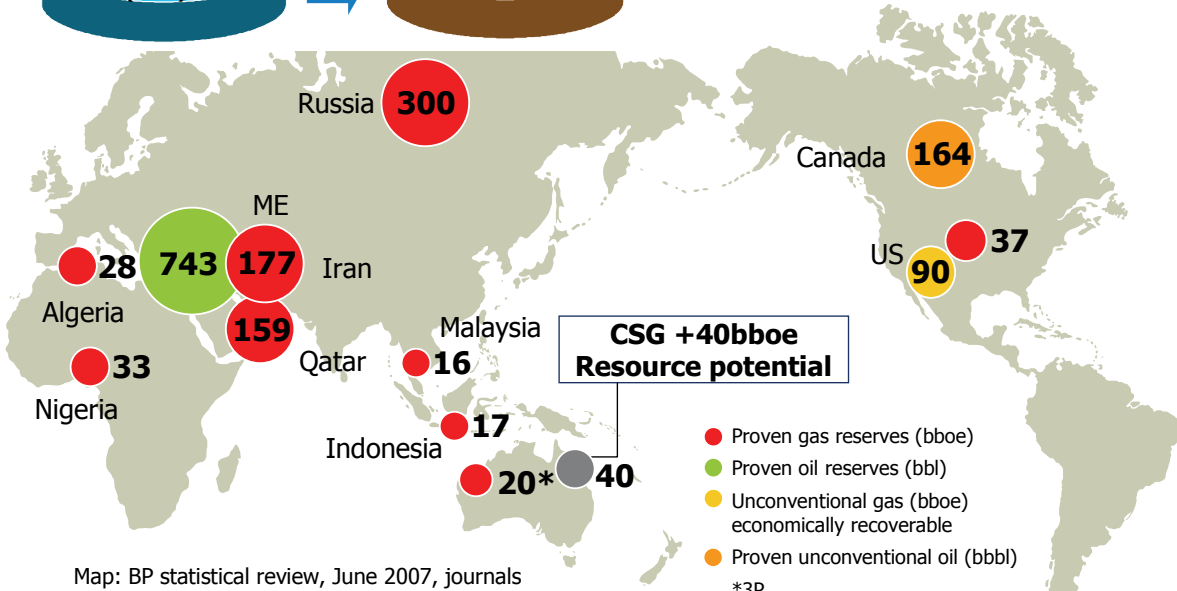 Russia 300
Canada 164
ME
37
US
90
28
743
177
Iran
Algeria
159
Qatar
Malaysia
CSG +40bboe
Resource potential
16
33
Nigeria
17
Indonesia
20*
40
Proven gas reserves (bboe)
Proven oil reserves (bbl)
Unconventional gas (bboe)
economically recoverable
Proven unconventional oil (bbbl)
*3P
Map: BP statistical review, June 2007, journals